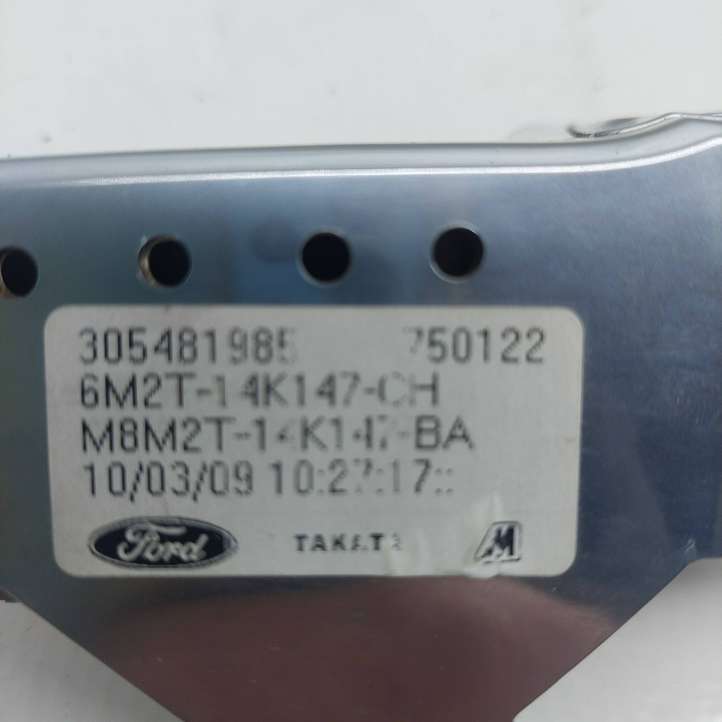 305481985 750122
6M2T-14K147-CH
M8M2T-14K147-BA
10/03/09 10:27:17::
Ford TAKATA